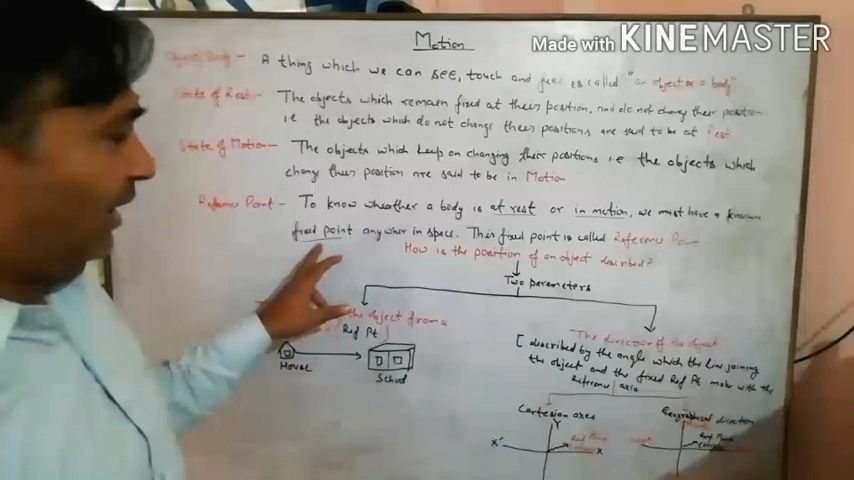 Motion
Made with KINEMASTER
Object/Body - A thing which we can see, touch and feel is called "an object or a body"
State of Rest - The objects which remain fixed at their position, and do not change their position
i.e the objects which do not change their positions are said to be at Rest
State of Motion - The objects which keep on changing their positions i.e the objects which
change their position are said to be in Motion
Reference Point - To know wheather a body is at rest or in motion, we must have a known
fixed point anywher in space. This fixed point is called Reference Point
How is the position of an object described?
Two parameters
the object from a
Ref Pt
House
School
The direction of the object
[described by the angle which the line joining
the object and the fixed Ref Pt make with the
Reference axis
Cartesian axes
Geographical direction
Y
X'
X